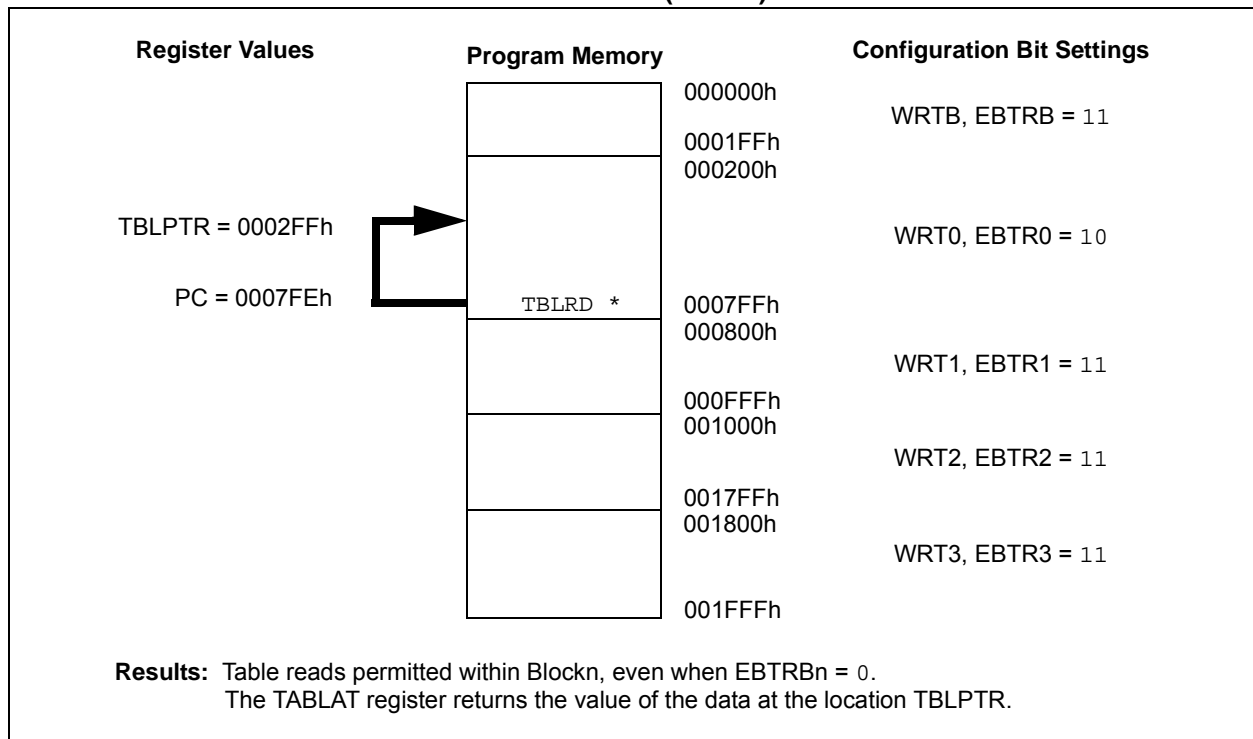 Register Values
Program Memory
Configuration Bit Settings
000000h
WRTB, EBTRB = 11
0001FFh
000200h
TBLPTR = 0002FFh
WRT0, EBTR0 = 10
PC = 0007FEh
TBLRD *
0007FFh
000800h
WRT1, EBTR1 = 11
000FFFh
001000h
WRT2, EBTR2 = 11
0017FFh
001800h
WRT3, EBTR3 = 11
001FFFh
Results: Table reads permitted within Blockn, even when EBTRBn = 0.
The TABLAT register returns the value of the data at the location TBLPTR.